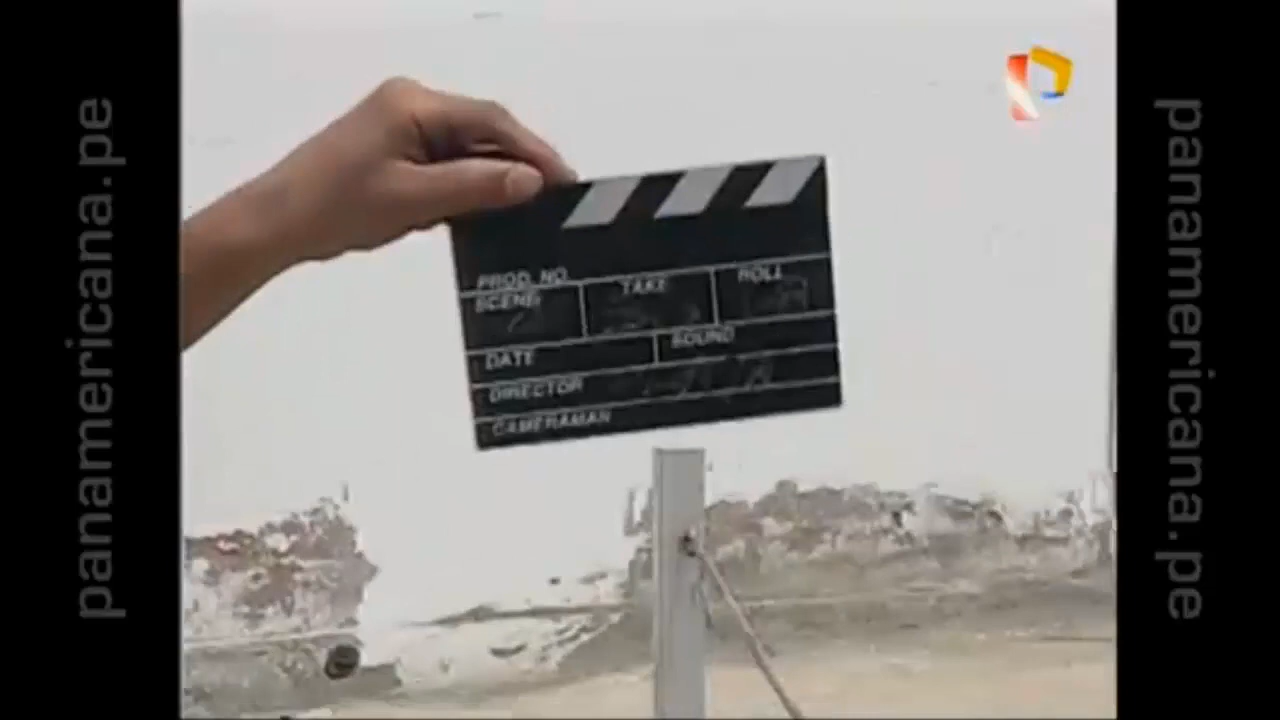 panamericana.pe
PROD. NO.
SCENE
TAKE
ROLL
DATE
SOUND
DIRECTOR
CAMERAMAN
panamericana.pe